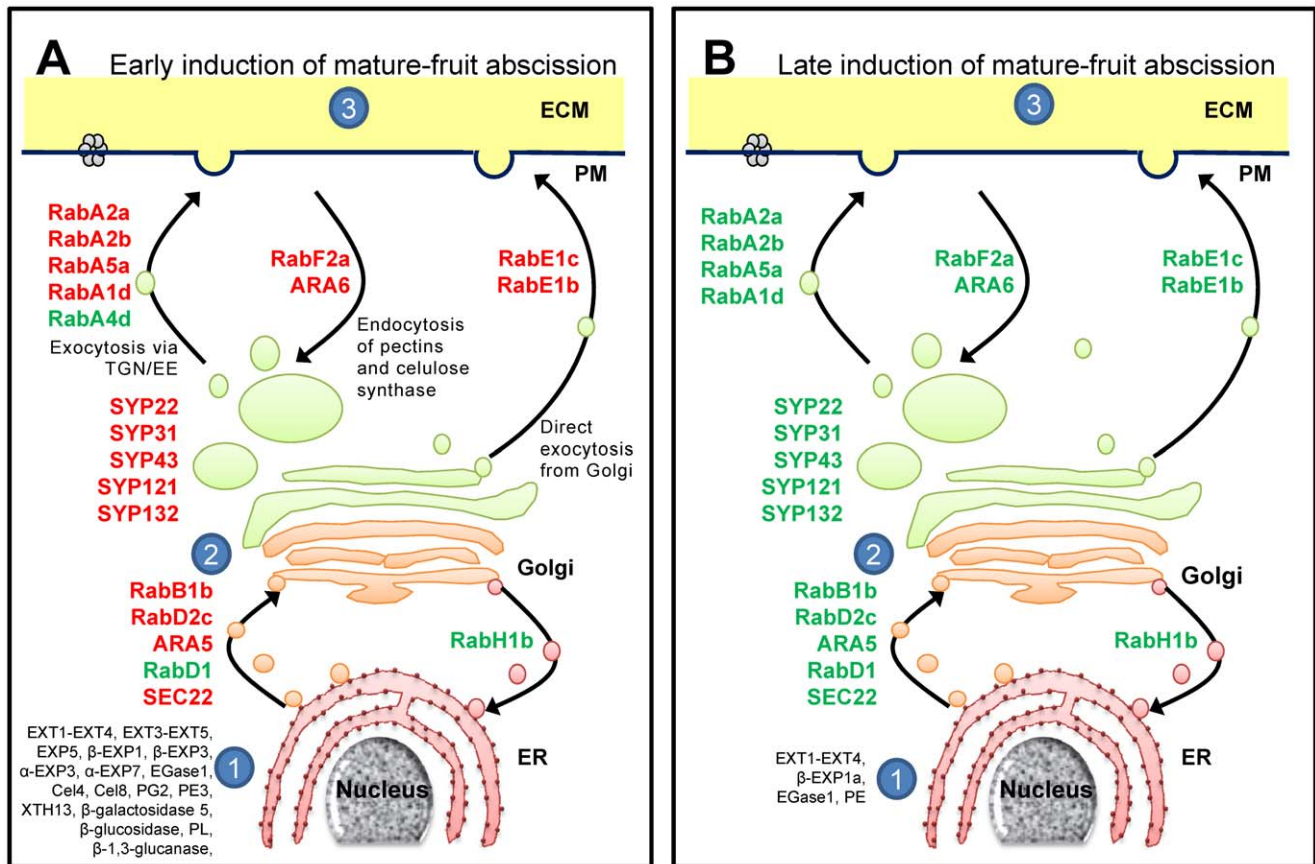 A Early induction of mature-fruit abscission
3
ECM
PM
RabA2a
RabA2b
RabA5a
RabA1d
RabA4d
Exocytosis via
TGN/EE
RabF2a
ARA6
Endocytosis
of pectins
and celulose
synthase
RabE1c
RabE1b
Direct
exocytosis
from Golgi
SYP22
SYP31
SYP43
SYP121
SYP132
2
Golgi
RabB1b
RabD2c
ARA5
RabD1
SEC22
RabH1b
EXT1-EXT4, EXT3-EXT5,
EXP5, β-EXP1, β-EXP3,
α-EXP3, α-EXP7, EGase1,
Cel4, Cel8, PG2, PE3,
XTH13, β-galactosidase 5,
β-glucosidase, PL,
β-1,3-glucanase,
1
ER
Nucleus
B Late induction of mature-fruit abscission
3
ECM
PM
RabA2a
RabA2b
RabA5a
RabA1d
RabF2a
ARA6
RabE1c
RabE1b
SYP22
SYP31
SYP43
SYP121
SYP132
2
Golgi
RabB1b
RabD2c
ARA5
RabD1
SEC22
RabH1b
EXT1-EXT4,
β-EXP1a,
EGase1, PE
1
ER
Nucleus